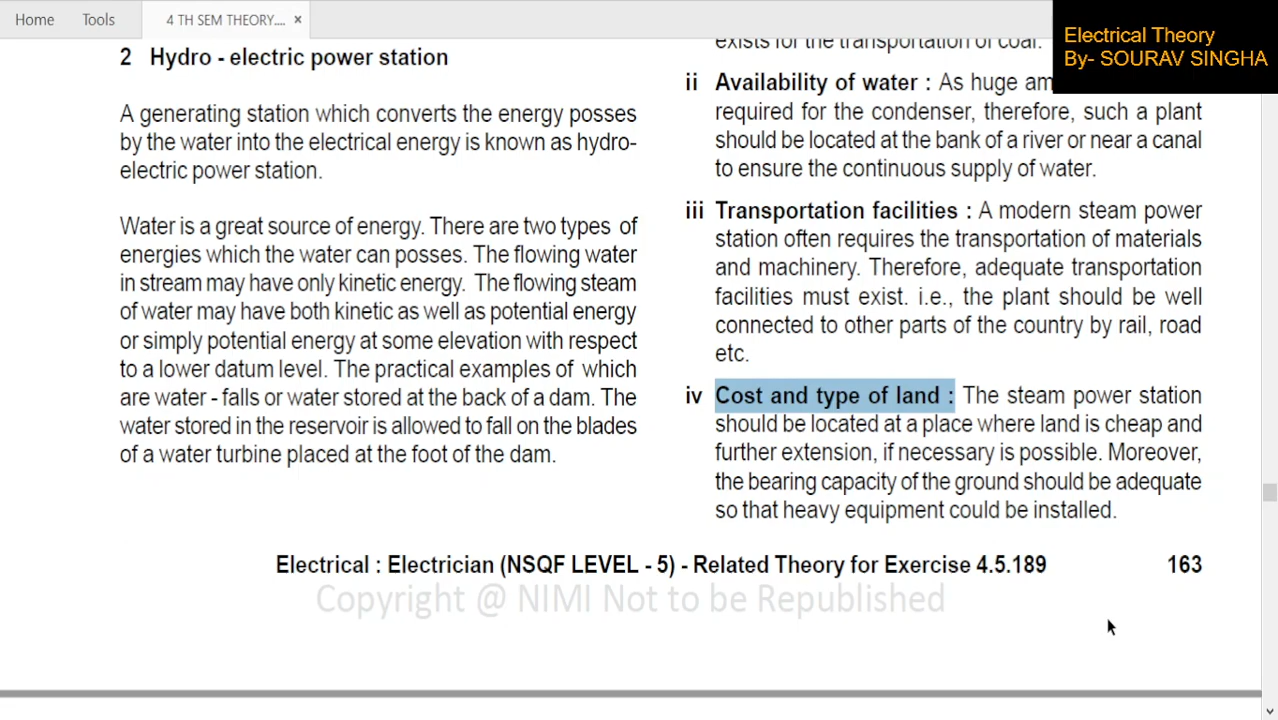 Home Tools 4 TH SEM THEORY.... ×
Electrical Theory
By- SOURAV SINGHA
2 Hydro - electric power station
A generating station which converts the energy posses
by the water into the electrical energy is known as hydro-
electric power station.
Water is a great source of energy. There are two types of
energies which the water can posses. The flowing water
in stream may have only kinetic energy. The flowing steam
of water may have both kinetic as well as potential energy
or simply potential energy at some elevation with respect
to a lower datum level. The practical examples of which
are water - falls or water stored at the back of a dam. The
water stored in the reservoir is allowed to fall on the blades
of a water turbine placed at the foot of the dam.
exists for the transportation of coal.
ii Availability of water : As huge am
required for the condenser, therefore, such a plant
should be located at the bank of a river or near a canal
to ensure the continuous supply of water.
iii Transportation facilities : A modern steam power
station often requires the transportation of materials
and machinery. Therefore, adequate transportation
facilities must exist. i.e., the plant should be well
connected to other parts of the country by rail, road
etc.
iv Cost and type of land : The steam power station
should be located at a place where land is cheap and
further extension, if necessary is possible. Moreover,
the bearing capacity of the ground should be adequate
so that heavy equipment could be installed.
Electrical : Electrician (NSQF LEVEL - 5) - Related Theory for Exercise 4.5.189 163
Copyright @ NIMI Not to be Republished